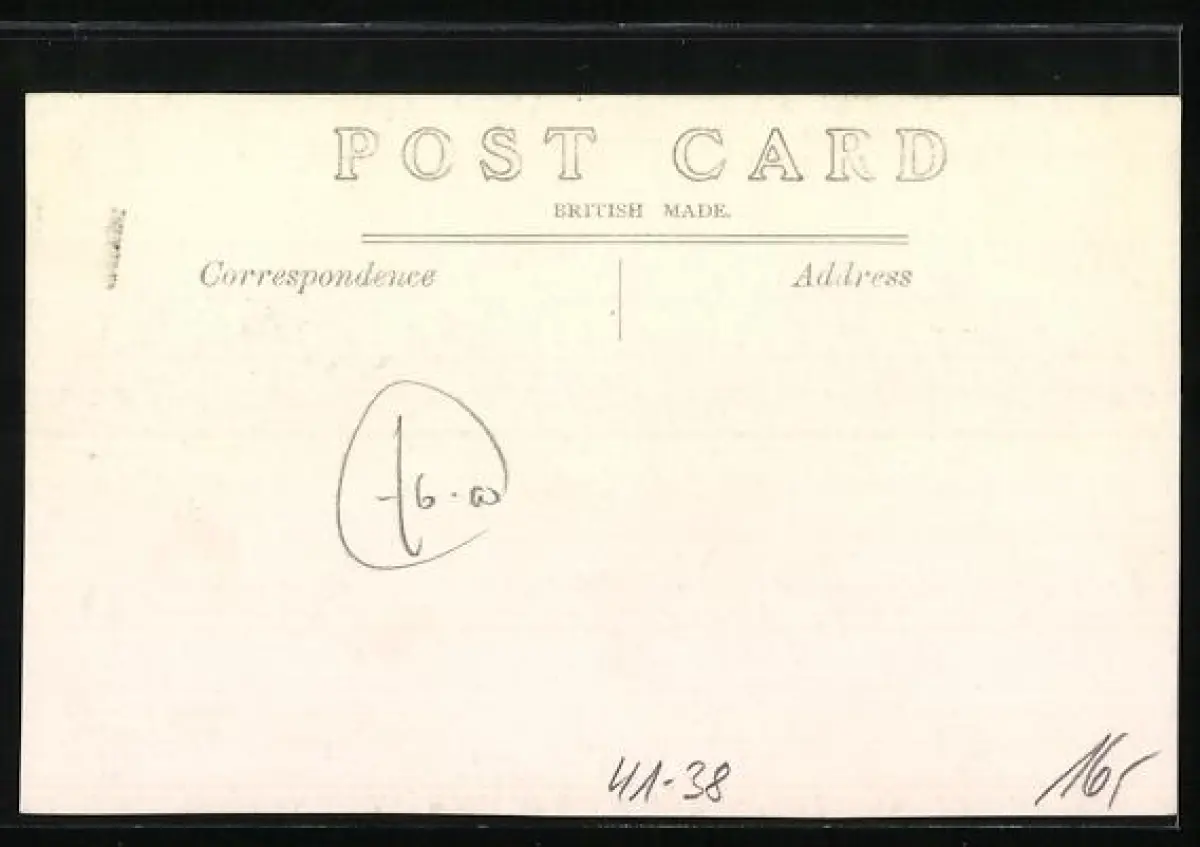 POST CARD
BRITISH MADE.
Correspondence Address
£6.00
41-38
16,